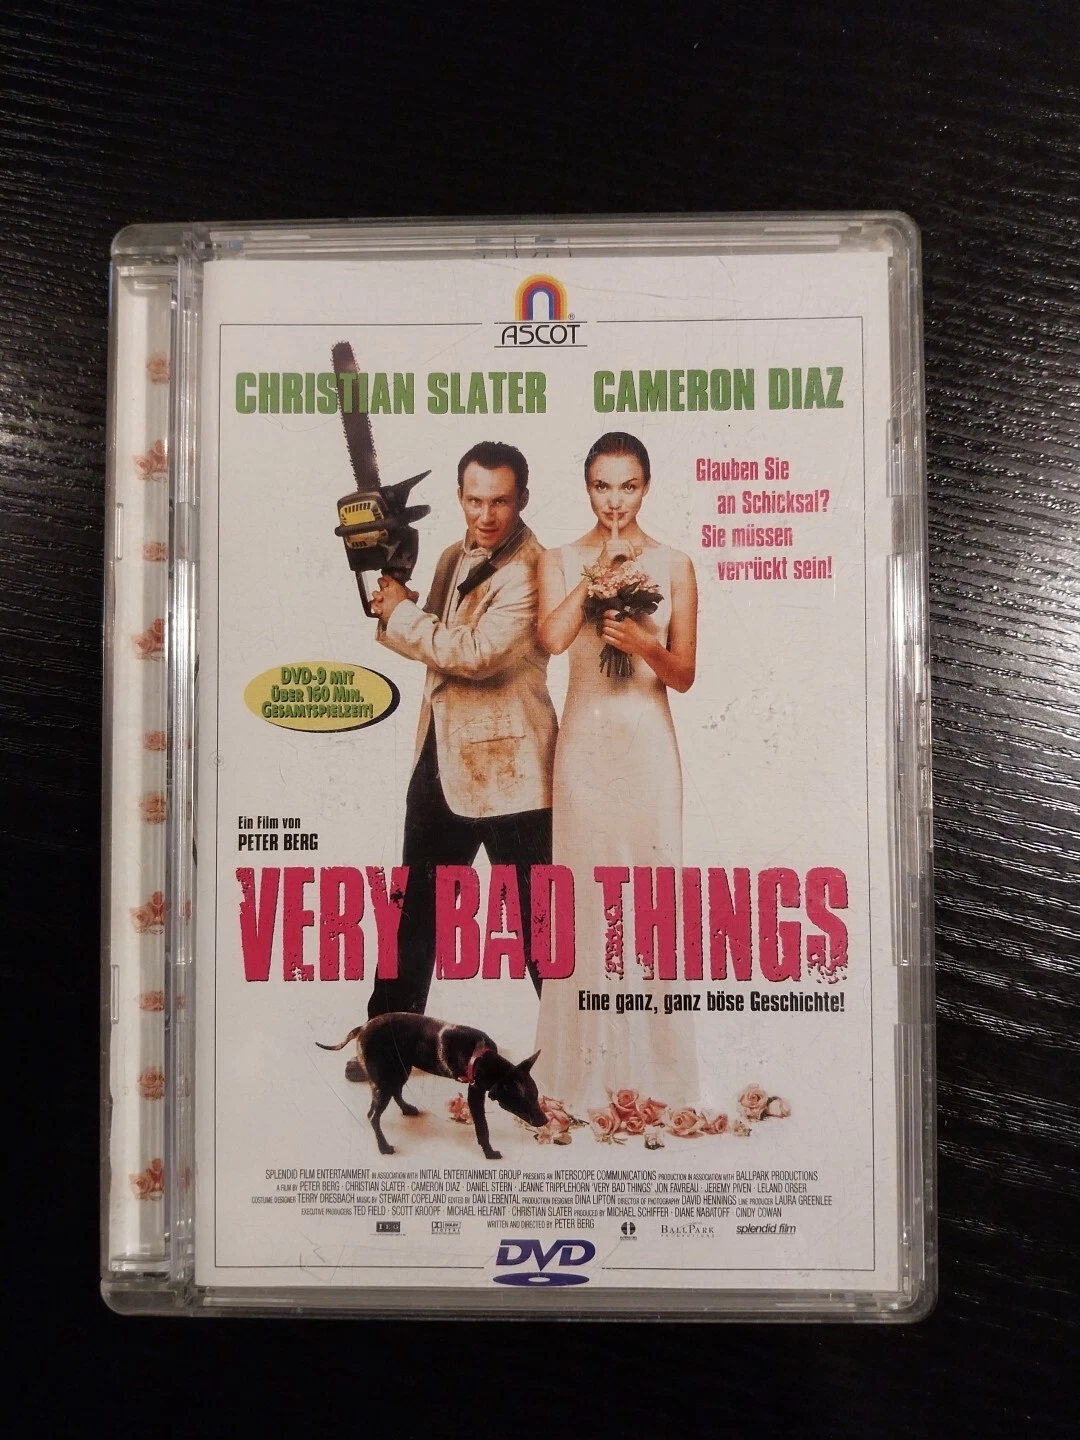 ASCOT®
CHRISTIAN SLATER CAMERON DIAZ
Glauben Sie
an Schicksal?
Sie müssen
verrückt sein!
DVD-9 MIT
ÜBER 160 MIN.
GESAMTSPIELZEIT!
Ein Film von
PETER BERG
VERY BAD THINGS
Eine ganz, ganz böse Geschichte!
SPLENDID FILM ENTERTAINMENT IN ASSOCIATION WITH INITIAL ENTERTAINMENT GROUP PRESENTS AN INTERSCOPE COMMUNICATIONS PRODUCTION IN ASSOCIATION WITH BALLPARK PRODUCTIONS
A FILM BY PETER BERG · CHRISTIAN SLATER · CAMERON DIAZ · DANIEL STERN · JEANNE TRIPPLEHORN 'VERY BAD THINGS' JON FAVREAU · JEREMY PIVEN · LELAND ORSER
COSTUME DESIGNER TERRY DRESBACH MUSIC BY STEWART COPELAND EDITED BY DAN LEBENTAL PRODUCTION DESIGNER DINA LIPTON DIRECTOR OF PHOTOGRAPHY DAVID HENNINGS LINE PRODUCER LAURA GREENLEE
EXECUTIVE PRODUCERS TED FIELD · SCOTT KROOPF · MICHAEL HELFANT · CHRISTIAN SLATER PRODUCED BY MICHAEL SCHIFFER · DIANE NABATOFF · CINDY COWAN
WRITTEN AND DIRECTED BY PETER BERG
IEG DOLBY DIGITAL BALLPARK PRODUCTIONS splendid film
DVD